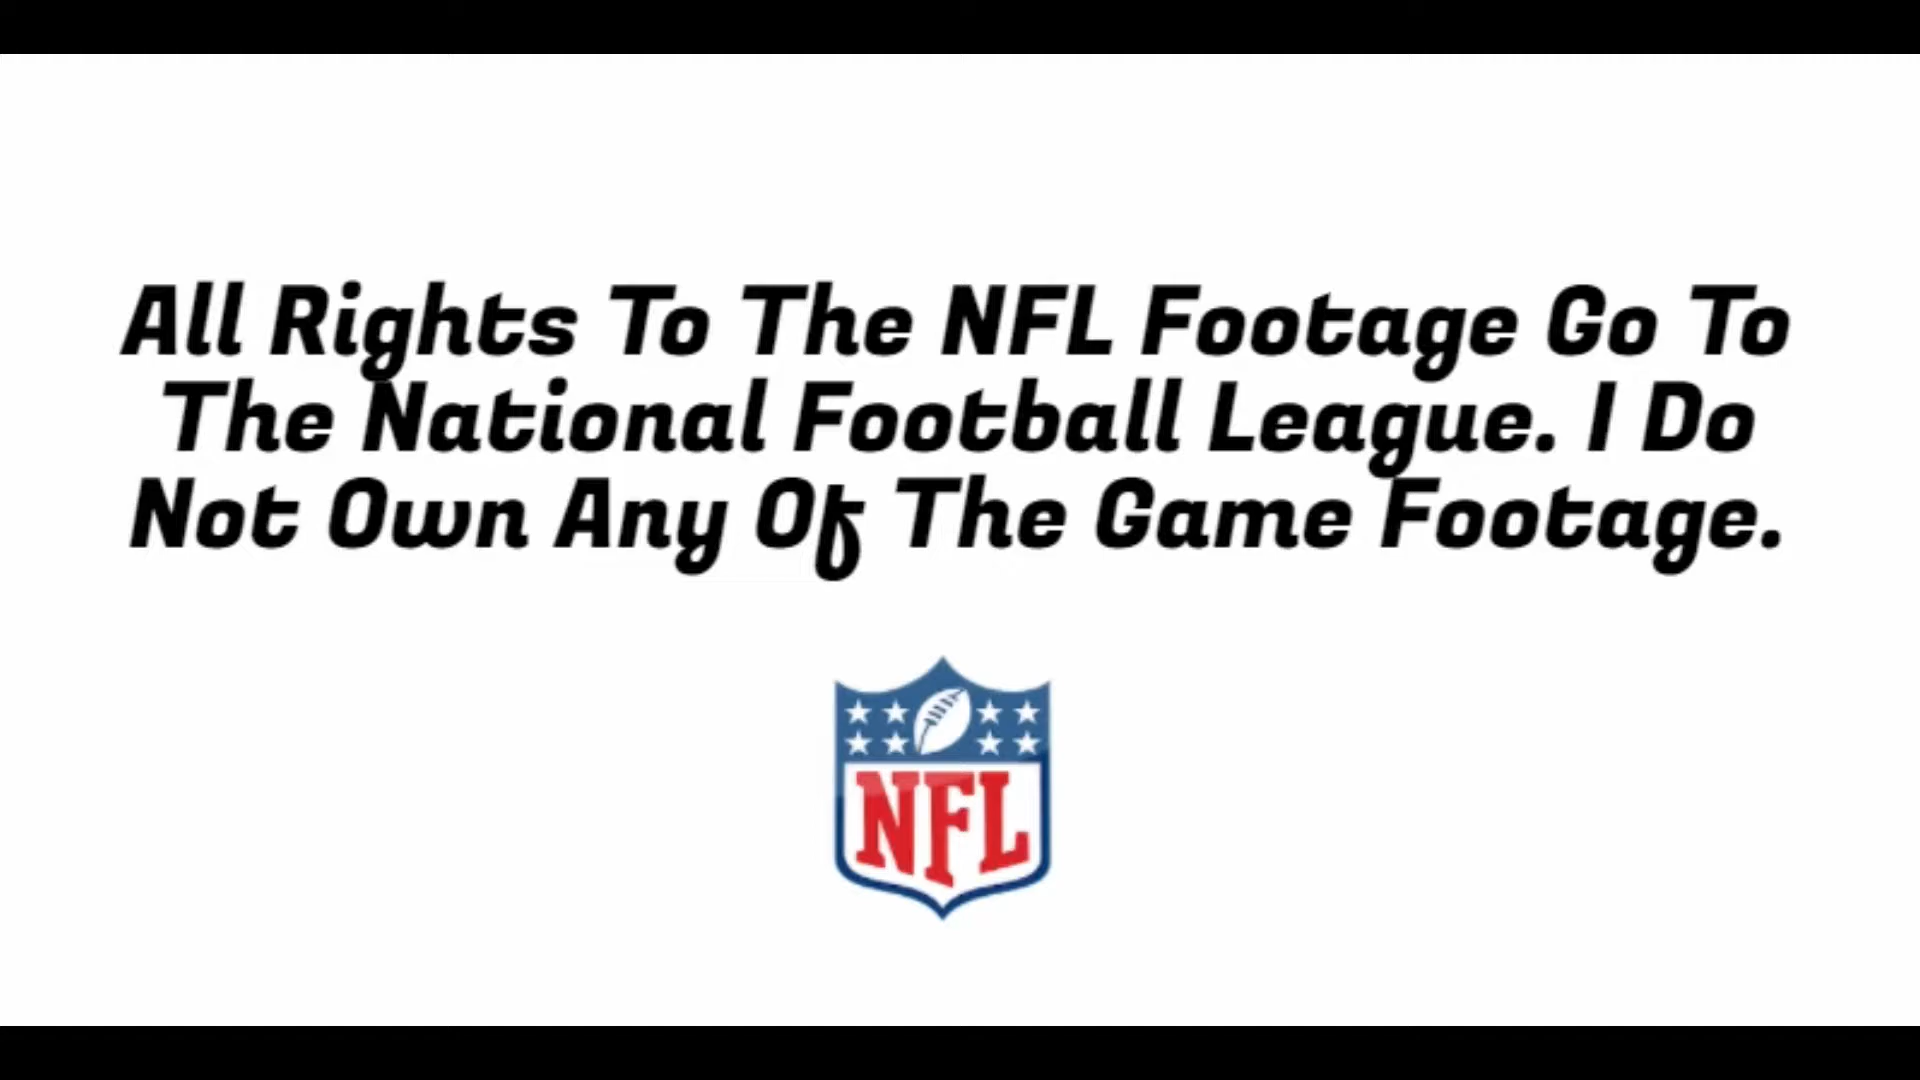 All Rights To The NFL Footage Go To
The National Football League. I Do
Not Own Any Of The Game Footage.
NFL